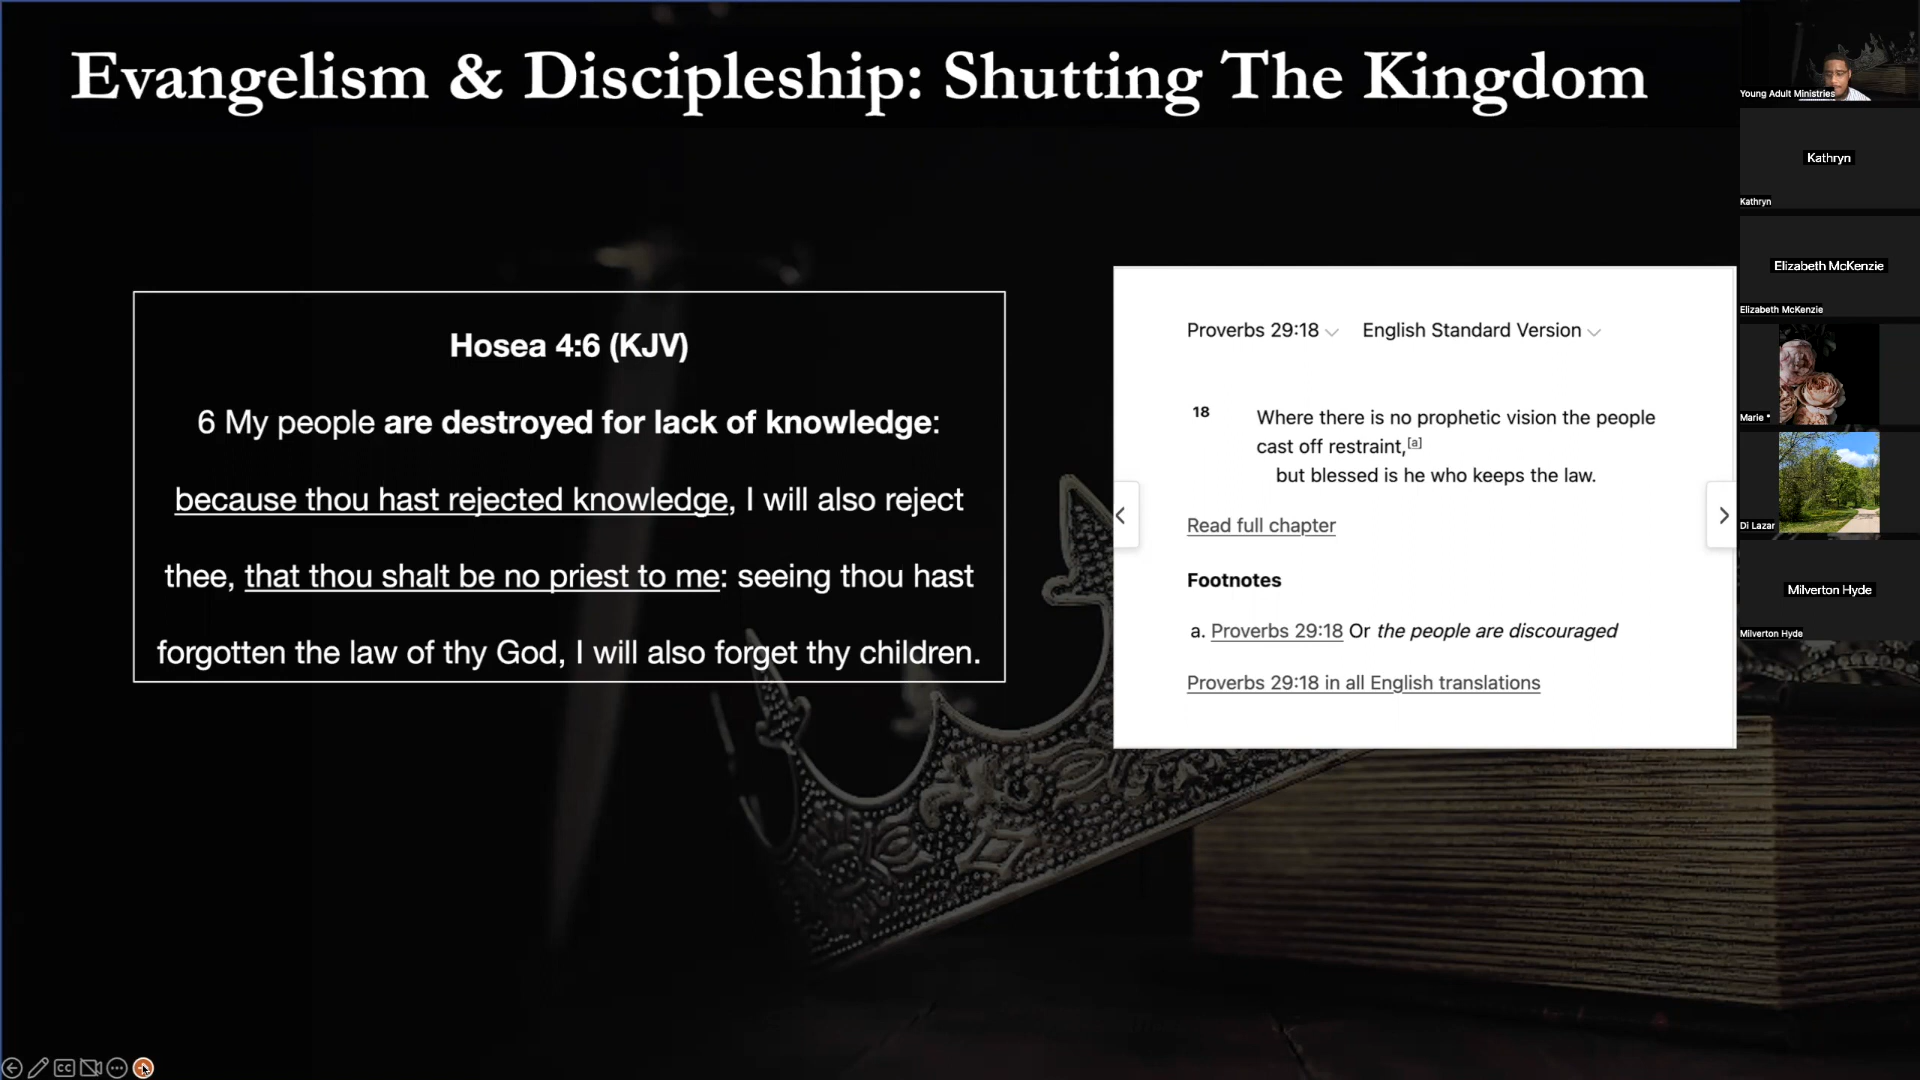 Evangelism & Discipleship: Shutting The Kingdom
Hosea 4:6 (KJV)
6 My people are destroyed for lack of knowledge:
because thou hast rejected knowledge, I will also reject
thee, that thou shalt be no priest to me: seeing thou hast
forgotten the law of thy God, I will also forget thy children.
Proverbs 29:18 English Standard Version
18 Where there is no prophetic vision the people
cast off restraint,[a]
but blessed is he who keeps the law.
Read full chapter
Footnotes
a. Proverbs 29:18 Or the people are discouraged
Proverbs 29:18 in all English translations
Young Adult Ministries
Kathryn
Kathryn
Elizabeth McKenzie
Elizabeth McKenzie
Marie *
Di Lazar
Milverton Hyde
Milverton Hyde
CC